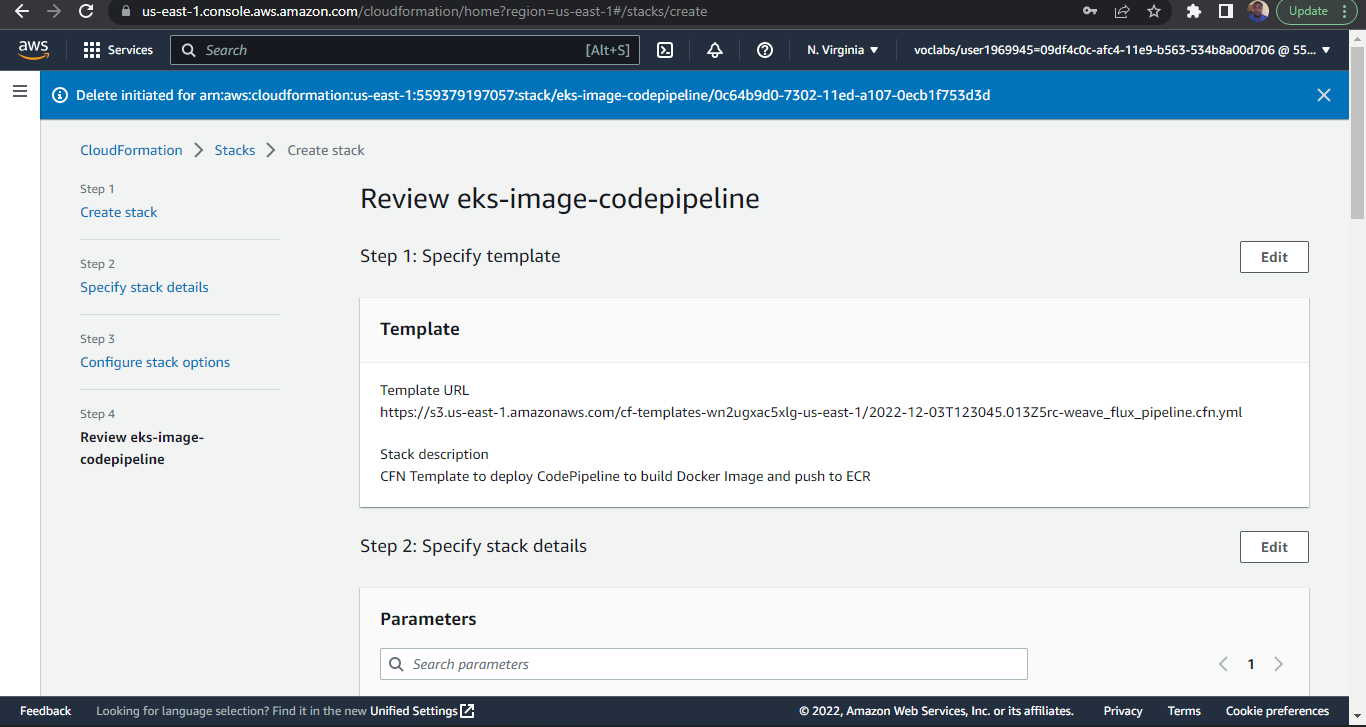 us-east-1.console.aws.amazon.com/cloudformation/home?region=us-east-1#/stacks/create
Update
aws
Services
Search
[Alt+S]
N. Virginia
voclabs/user1969945=09df4c0c-afc4-11e9-b563-534b8a00d706 @ 55...
Delete initiated for arn:aws:cloudformation:us-east-1:559379197057:stack/eks-image-codepipeline/0c64b9d0-7302-11ed-a107-0ecb1f753d3d
CloudFormation
Stacks
Create stack
Step 1
Create stack
Step 2
Specify stack details
Step 3
Configure stack options
Step 4
Review eks-image-
codepipeline
Review eks-image-codepipeline
Step 1: Specify template
Edit
Template
Template URL
https://s3.us-east-1.amazonaws.com/cf-templates-wn2ugxac5xlg-us-east-1/2022-12-03T123045.013Z5rc-weave_flux_pipeline.cfn.yml
Stack description
CFN Template to deploy CodePipeline to build Docker Image and push to ECR
Step 2: Specify stack details
Edit
Parameters
Search parameters
1
Feedback
Looking for language selection? Find it in the new Unified Settings
© 2022, Amazon Web Services, Inc. or its affiliates.
Privacy
Terms
Cookie preferences